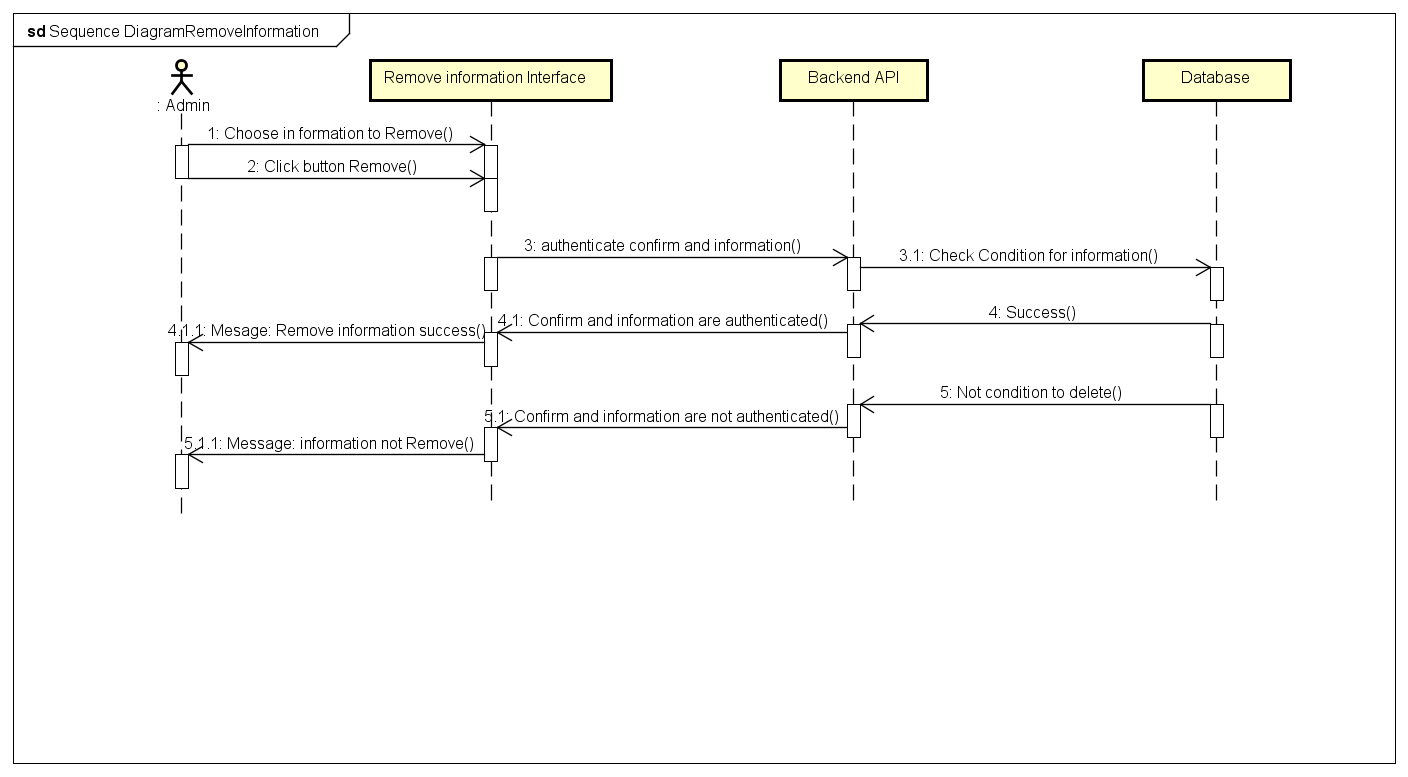 sd Sequence DiagramRemoveInformation
: Admin
Remove information Interface
Backend API
Database
1: Choose in formation to Remove()
2: Click button Remove()
3: authenticate confirm and information()
3.1: Check Condition for information()
4: Success()
4.1: Confirm and information are authenticated()
4.1.1: Mesage: Remove information success()
5: Not condition to delete()
5.1: Confirm and information are not authenticated()
5.1.1: Message: information not Remove()